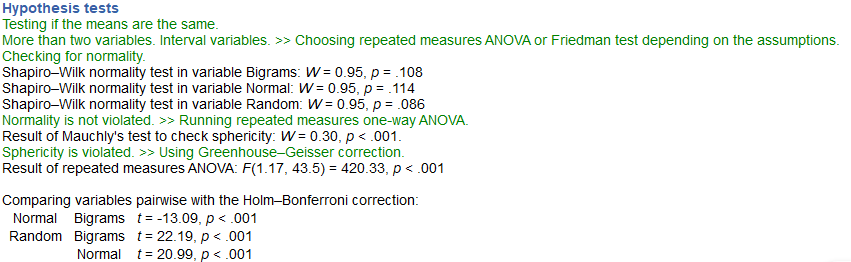 Hypothesis tests
Testing if the means are the same.
More than two variables. Interval variables. >> Choosing repeated measures ANOVA or Friedman test depending on the assumptions.
Checking for normality.
Shapiro–Wilk normality test in variable Bigrams: W = 0.95, p = .108
Shapiro–Wilk normality test in variable Normal: W = 0.95, p = .114
Shapiro–Wilk normality test in variable Random: W = 0.95, p = .086
Normality is not violated. >> Running repeated measures one-way ANOVA.
Result of Mauchly's test to check sphericity: W = 0.30, p < .001.
Sphericity is violated. >> Using Greenhouse–Geisser correction.
Result of repeated measures ANOVA: F(1.17, 43.5) = 420.33, p < .001
Comparing variables pairwise with the Holm–Bonferroni correction:
Normal Bigrams t = -13.09, p < .001
Random Bigrams t = 22.19, p < .001
Normal t = 20.99, p < .001